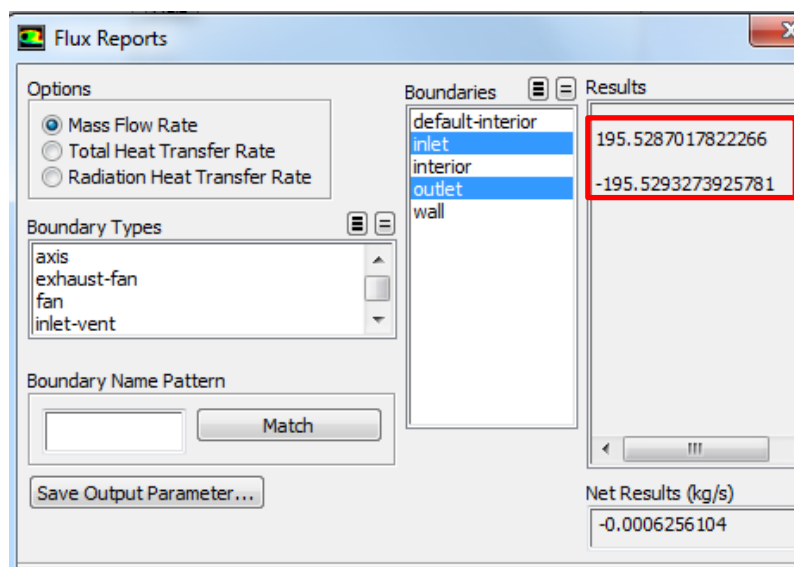 Flux Reports
Options
Mass Flow Rate
Total Heat Transfer Rate
Radiation Heat Transfer Rate
Boundary Types
axis
exhaust-fan
fan
inlet-vent
Boundary Name Pattern
Match
Save Output Parameter...
Boundaries
default-interior
inlet
interior
outlet
wall
Results
195.5287017822266
-195.5293273925781
Net Results (kg/s)
-0.0006256104